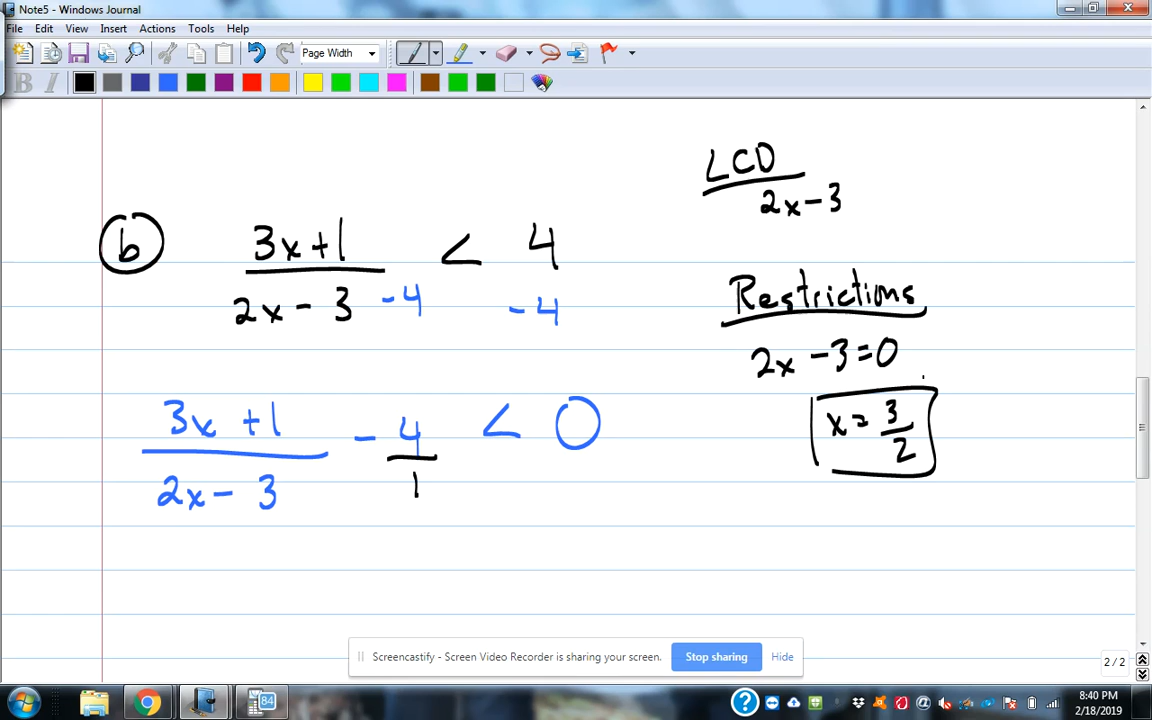 Note5 - Windows Journal
File Edit View Insert Actions Tools Help
Page Width
B I
LCD
2x-3
b
3x+1 < 4
2x - 3 -4 -4
Restrictions
2x - 3 = 0
x = 3/2
3x + 1 - 4 < 0
2x - 3 1
Screencastify - Screen Video Recorder is sharing your screen. Stop sharing Hide
2 / 2
84
8:40 PM
2/18/2019